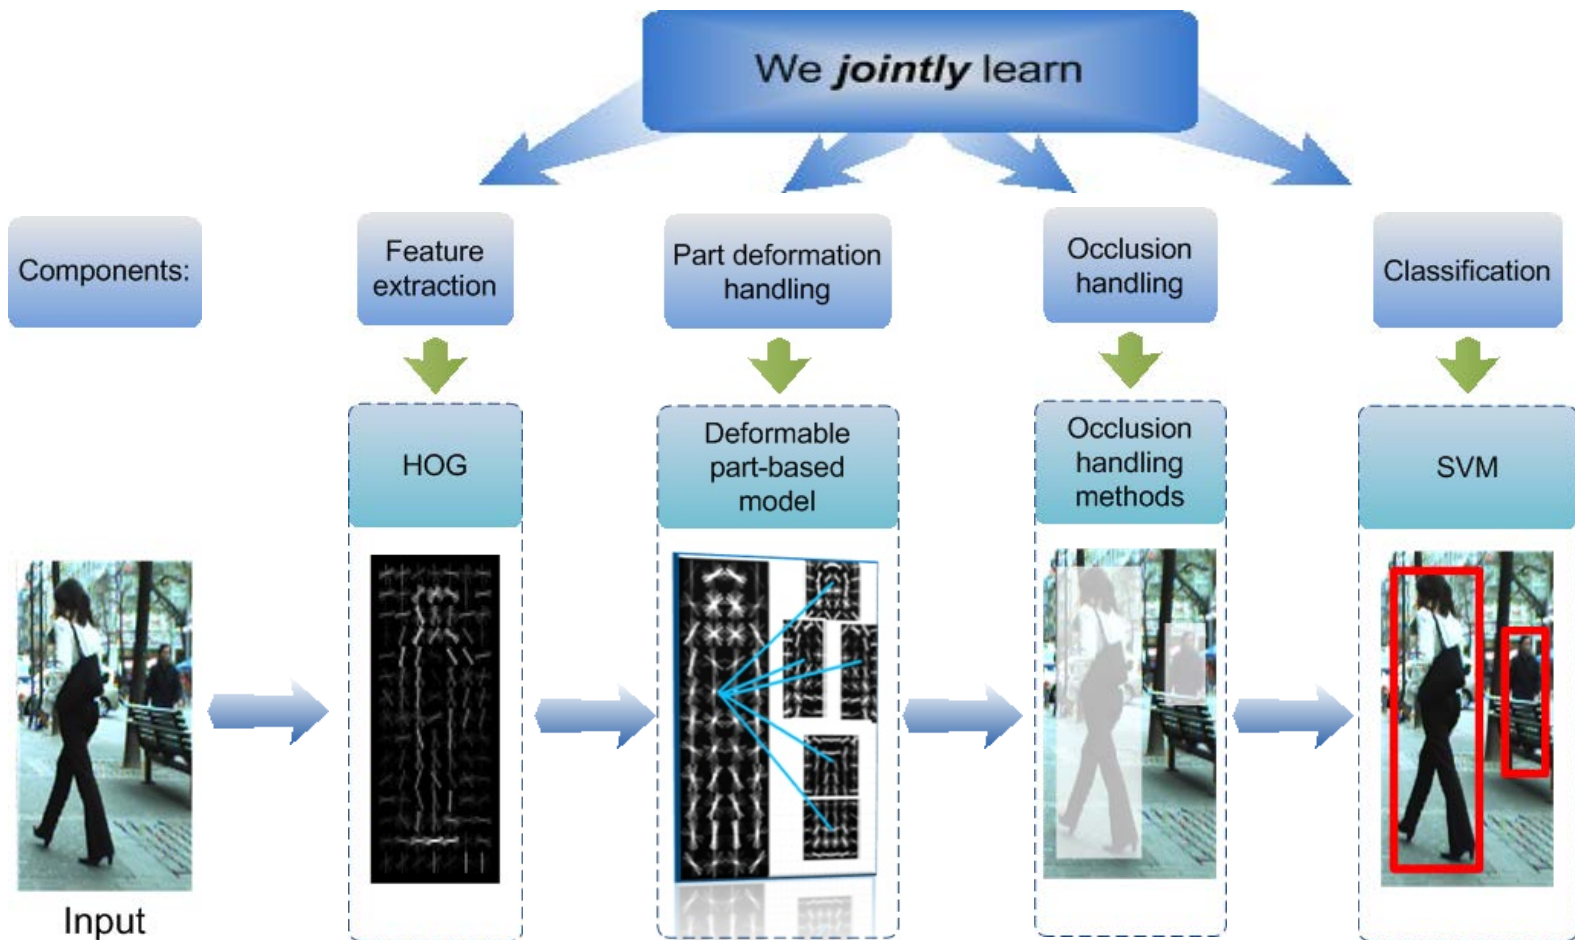 We jointly learn
Components:
Feature
extraction
Part deformation
handling
Occlusion
handling
Classification
HOG
Deformable
part-based
model
Occlusion
handling
methods
SVM
Input